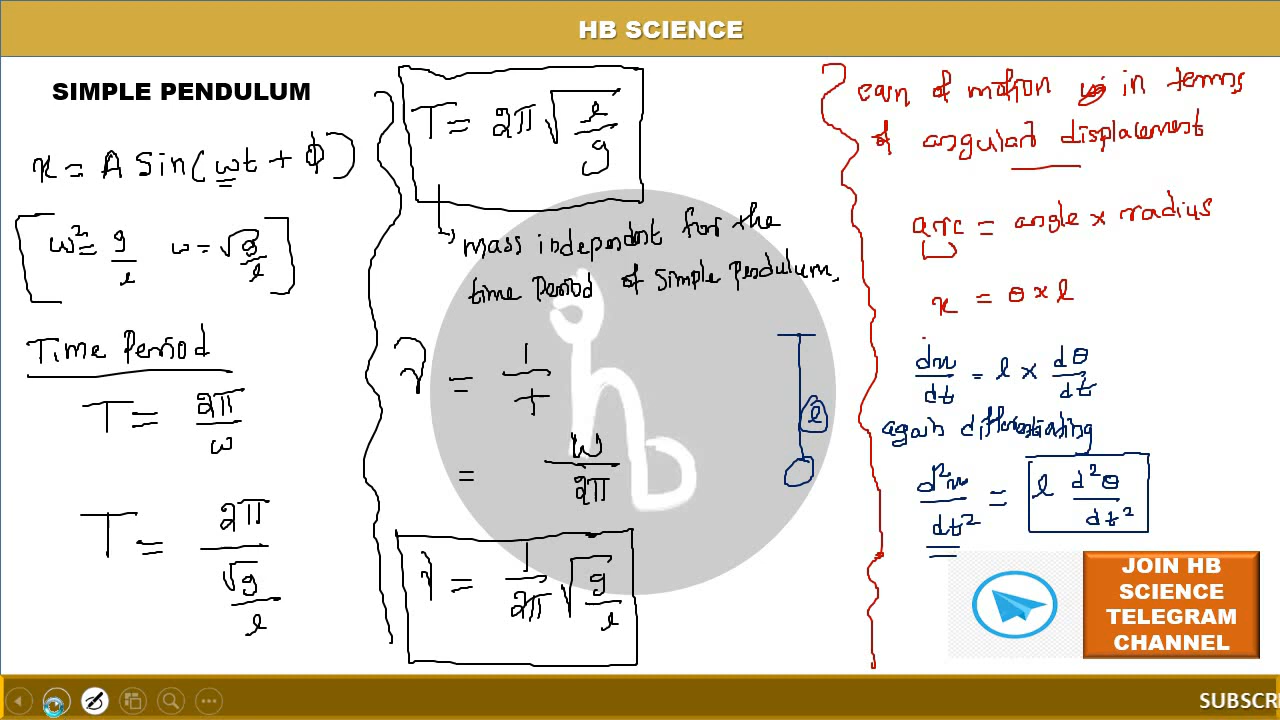 HB SCIENCE
SIMPLE PENDULUM
x = A Sin(ωt + ϕ)
[ω² = g/l ω = √g/l]
Time Period
T = 2π/ω
T = 2π/√g/l
T = 2π√l/g
↳ mass independent for the
time Period of Simple Pendulum.
ν = 1/T
= ω/2π
ν = 1/2π √g/l
l
eqn of motion in terms
of angular displacement
arc = angle × radius
x = θ × l
dx/dt = l × dθ/dt
again differentiating
d²x/dt² = l d²θ/dt²
JOIN HB
SCIENCE
TELEGRAM
CHANNEL
hb
SUBSCR